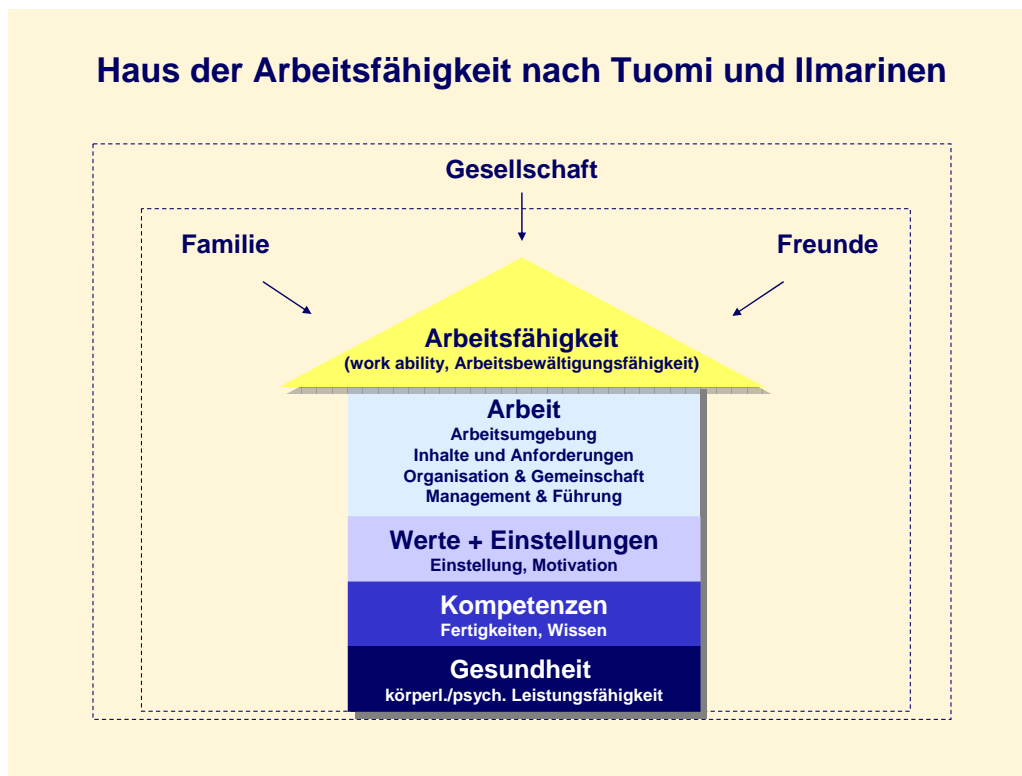 Haus der Arbeitsfähigkeit nach Tuomi und Ilmarinen
Gesellschaft
Familie
Freunde
Arbeitsfähigkeit
(work ability, Arbeitsbewältigungsfähigkeit)
Arbeit
Arbeitsumgebung
Inhalte und Anforderungen
Organisation & Gemeinschaft
Management & Führung
Werte + Einstellungen
Einstellung, Motivation
Kompetenzen
Fertigkeiten, Wissen
Gesundheit
körperl./psych. Leistungsfähigkeit